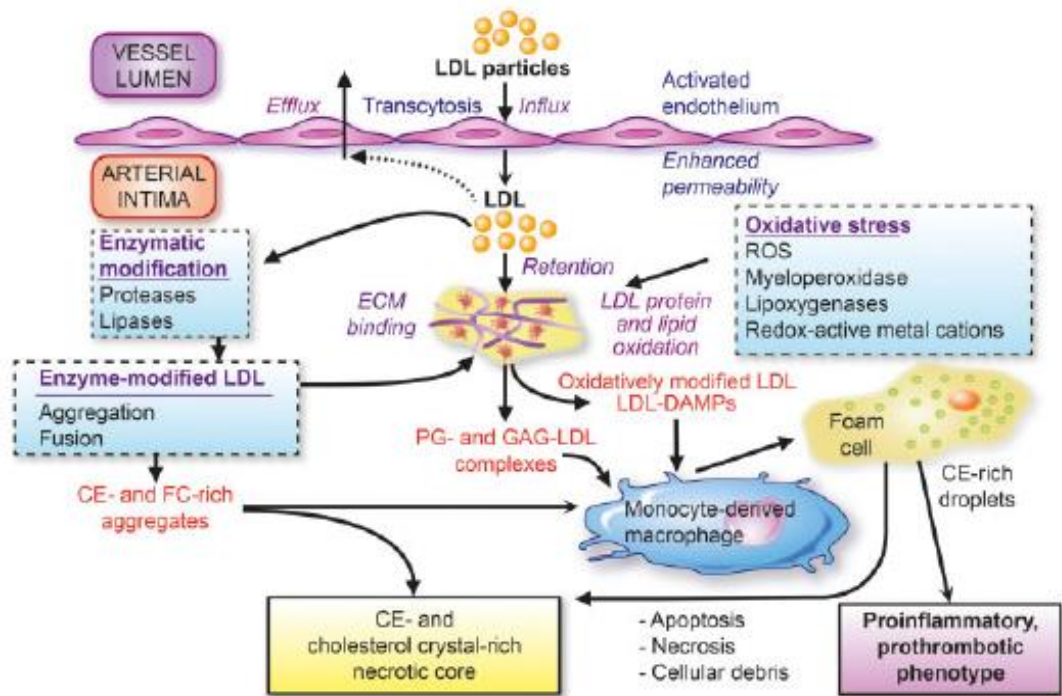 VESSEL
LUMEN
LDL particles
Efflux
Transcytosis
Influx
Activated
endothelium
ARTERIAL
INTIMA
Enhanced
permeability
LDL
Enzymatic
modification
Proteases
Lipases
Retention
ECM
binding
LDL protein
and lipid
oxidation
Oxidative stress
ROS
Myeloperoxidase
Lipoxygenases
Redox-active metal cations
Enzyme-modified LDL
Aggregation
Fusion
Oxidatively modified LDL
LDL-DAMPs
PG- and GAG-LDL
complexes
Foam
cell
CE-rich
droplets
CE- and FC-rich
aggregates
Monocyte-derived
macrophage
CE- and
cholesterol crystal-rich
necrotic core
- Apoptosis
- Necrosis
- Cellular debris
Proinflammatory,
prothrombotic
phenotype